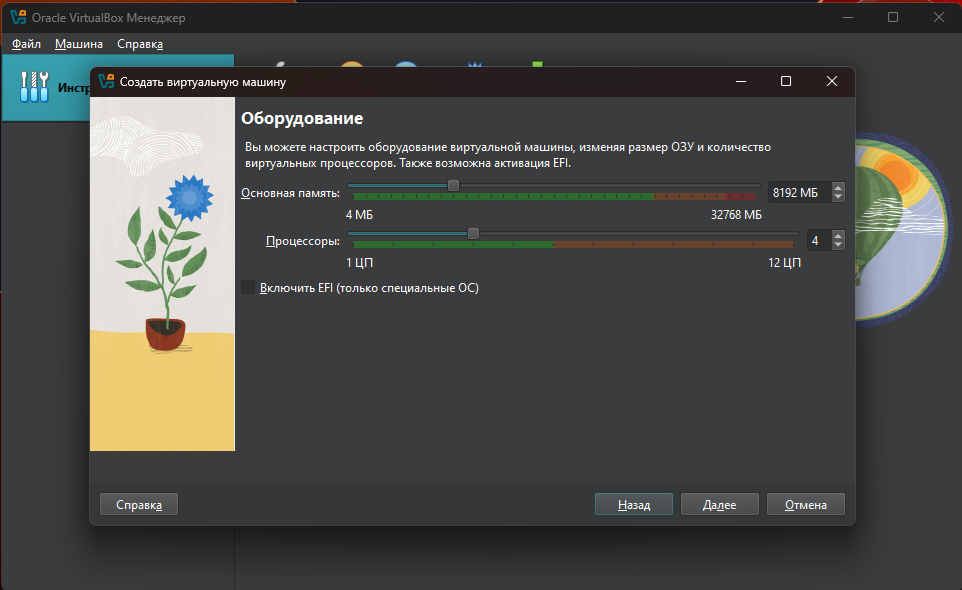 Oracle VirtualBox Менеджер
Файл Машина Справка
Создать виртуальную машину
Оборудование
Вы можете настроить оборудование виртуальной машины, изменяя размер ОЗУ и количество
виртуальных процессоров. Также возможна активация EFI.
Основная память: 8192 МБ
4 МБ 32768 МБ
Процессоры: 4
1 ЦП 12 ЦП
Включить EFI (только специальные ОС)
Справка Назад Далее Отмена